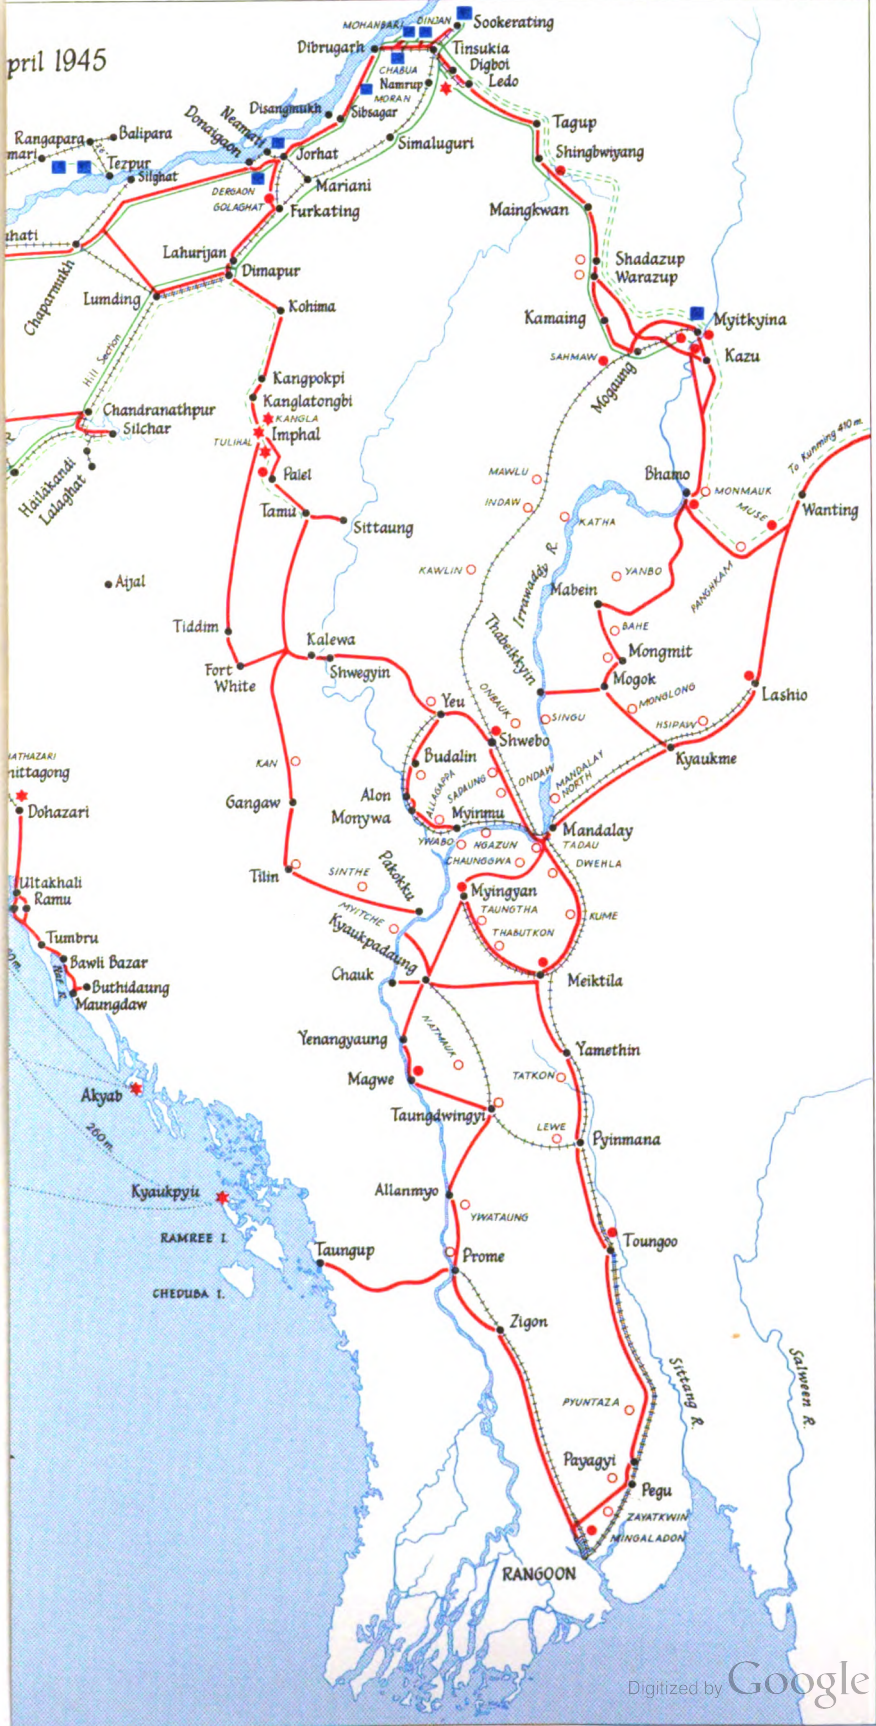 pril 1945
MOHANBARI
DINJAN
Sookerating
Dibrugarh
Tinsukia
CHABUA
Digboi
Namrup
Ledo
MORAN
Disangmukh
Sibsagar
Neamati
Donaigaon
Rangapara
Balipara
mari
Tezpur
Silghat
Jorhat
Simaluguri
Tagup
Shingbwiyang
DERGAON
GOLAGHAT
Mariani
Furkating
Maingkwan
uhati
Chaparmukh
Lahurijan
Dimapur
Lumding
Kohima
Shadazup
Warazup
Kamaing
Myitkyina
Kazu
SAHMAW
Mogaung
Hill Section
Kangpokpi
Kanglatongbi
KANGLA
Imphal
TULIHAL
Chandranathpur
Silchar
R.
Hailakandi
Lalaghat
Palel
Tamu
Sittaung
MAWLU
INDAW
KATHA
Bhamo
MONMAUK
To Kunming 410 m.
MUSE
Wanting
PANGHKAM
KAWLIN
Irrawaddy R.
YANBO
Mabein
Aijal
BAHE
Mongmit
Thabeikkyin
Mogok
MONGLONG
Lashio
Tiddim
Fort
White
Kalewa
Shwegyin
Yeu
ONBAUK
SINGU
HSIPAW
Shwebo
Kyaukme
KAN
Budalin
ALLAGAPPA
SADAUNG
ONDAW
MANDALAY
NORTH
Alon
Monywa
Myinmu
Mandalay
ATHAZARI
hittagong
Dohazari
Gangaw
YWABO
NGAZUN
CHAUNGGWA
TADAU
DWEHLA
Tilin
SINTHE
Pakokku
Myingyan
TAUNGTHA
THABUTKON
KUME
MYITCHE
Kyaukpadaung
Ultakhali
Ramu
Tumbru
Bawli Bazar
Naf R.
Buthidaung
Maungdaw
0m.
Chauk
Meiktila
Yenangyaung
NATMAUK
Yamethin
Magwe
TATKON
Akyab
Taungdwingyi
LEWE
Pyinmana
260 m.
Kyaukpyu
Allanmyo
YWATAUNG
RAMREE I.
CHEDUBA I.
Taungup
Prome
Toungoo
Zigon
Sittang R.
Salween R.
PYUNTAZA
Payagyi
Pegu
ZAYATKWIN
MINGALADON
RANGOON
Digitized by Google